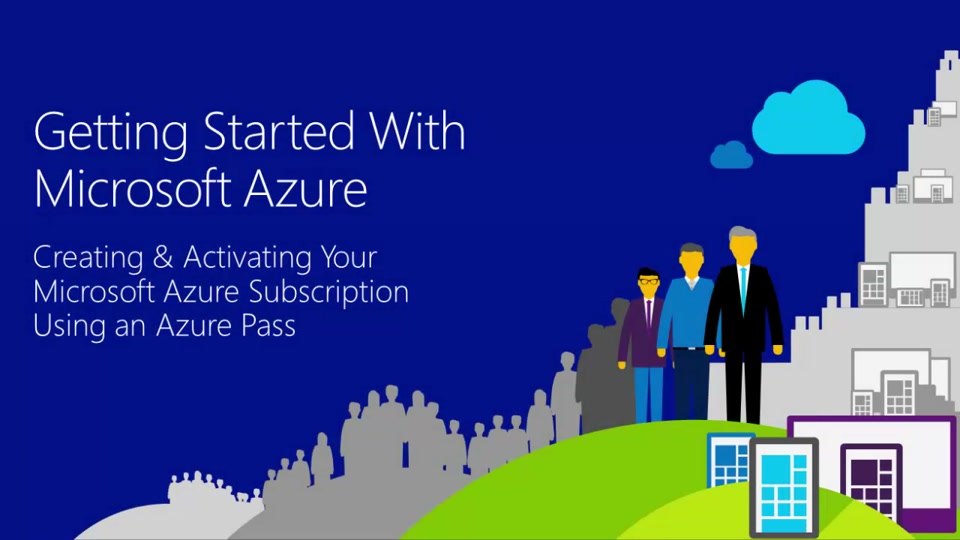 Getting Started With
Microsoft Azure
Creating & Activating Your
Microsoft Azure Subscription
Using an Azure Pass